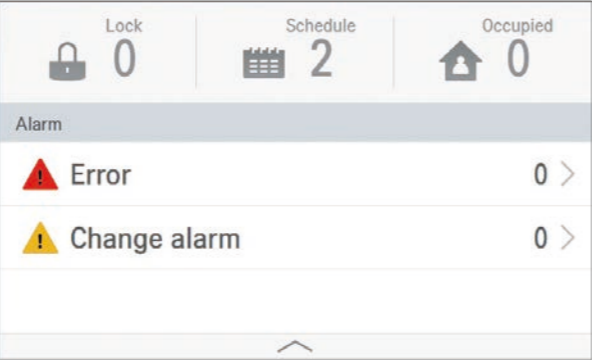 Lock Schedule Occupied
0 2 0
Alarm
Error 0
Change alarm 0